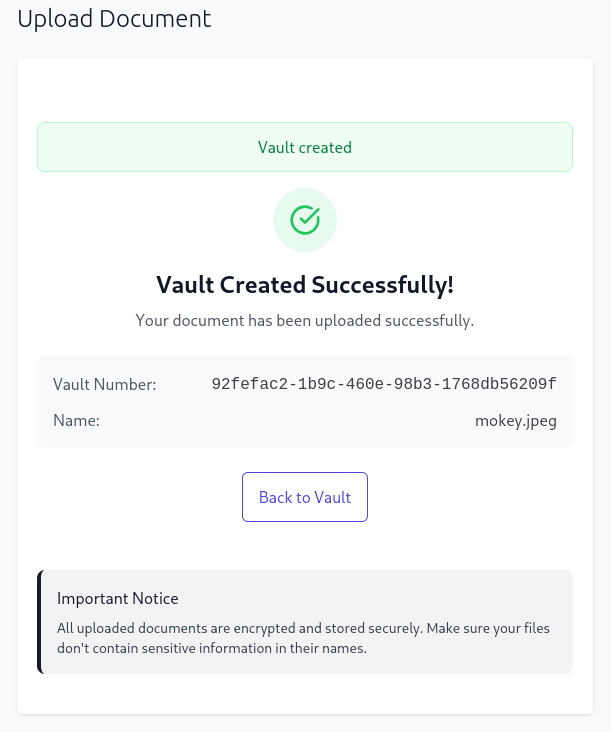 Upload Document
Vault created
Vault Created Successfully!
Your document has been uploaded successfully.
Vault Number: 92fefac2-1b9c-460e-98b3-1768db56209f
Name: mokey.jpeg
Back to Vault
Important Notice
All uploaded documents are encrypted and stored securely. Make sure your files
don't contain sensitive information in their names.